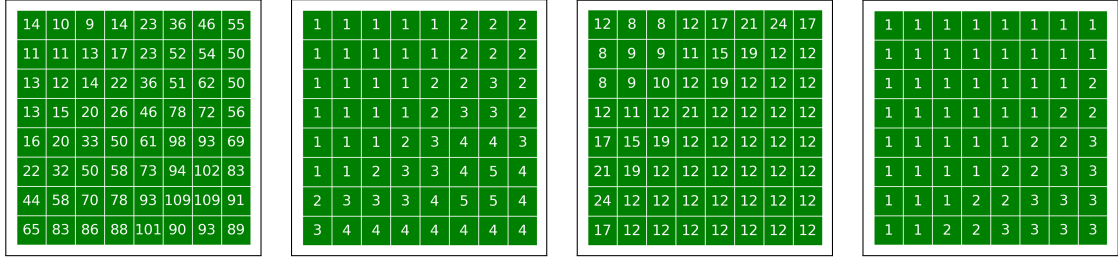 14 10 9 14 23 36 46 55
11 11 13 17 23 52 54 50
13 12 14 22 36 51 62 50
13 15 20 26 46 78 72 56
16 20 33 50 61 98 93 69
22 32 50 58 73 94 102 83
44 58 70 78 93 109 109 91
65 83 86 88 101 90 93 89
1 1 1 1 1 2 2 2
1 1 1 1 1 2 2 2
1 1 1 1 1 2 3 2
1 1 1 1 2 3 3 2
1 1 1 2 3 4 4 3
1 1 2 3 3 4 5 4
2 3 3 3 4 5 5 4
3 4 4 4 4 4 4 4
12 8 8 12 17 21 24 17
8 9 9 11 15 19 12 12
8 9 10 12 19 12 12 12
12 11 12 21 12 12 12 12
17 15 19 12 12 12 12 12
21 19 12 12 12 12 12 12
24 12 12 12 12 12 12 12
17 12 12 12 12 12 12 12
1 1 1 1 1 1 1 1
1 1 1 1 1 1 1 1
1 1 1 1 1 1 1 2
1 1 1 1 1 1 2 2
1 1 1 1 1 2 2 3
1 1 1 1 2 2 3 3
1 1 1 2 2 3 3 3
1 1 2 2 3 3 3 3